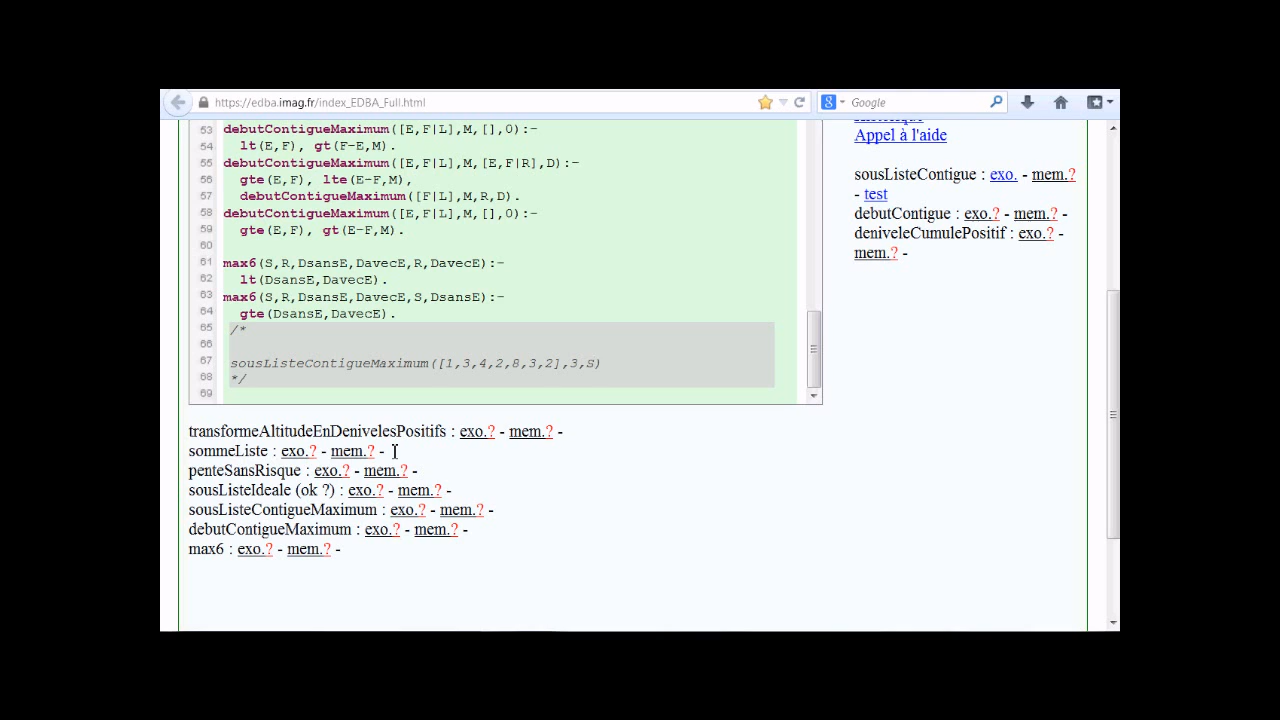 https://edba.imag.fr/index_EDBA_Full.html
Google
53 debutContigueMaximum([E,F|L],M,[],0):-
54 lt(E,F), gt(F-E,M).
55 debutContigueMaximum([E,F|L],M,[E,F|R],D):-
56 gte(E,F), lte(E-F,M),
57 debutContigueMaximum([F|L],M,R,D).
58 debutContigueMaximum([E,F|L],M,[],0):-
59 gte(E,F), gt(E-F,M).
60
61 max6(S,R,DsansE,DavecE,R,DavecE):-
62 lt(DsansE,DavecE).
63 max6(S,R,DsansE,DavecE,S,DsansE):-
64 gte(DsansE,DavecE).
65 /*
66
67 sousListeContigueMaximum([1,3,4,2,8,3,2],3,S)
68 */
69
transformeAltitudeEnDenivelesPositifs : exo.? - mem.? -
sommeListe : exo.? - mem.? -
penteSansRisque : exo.? - mem.? -
sousListeIdeale (ok ?) : exo.? - mem.? -
sousListeContigueMaximum : exo.? - mem.? -
debutContigueMaximum : exo.? - mem.? -
max6 : exo.? - mem.? -
Historique
Appel à l'aide
sousListeContigue : exo. - mem.?
- test
debutContigue : exo.? - mem.? -
deniveleCumulePositif : exo.? -
mem.? -